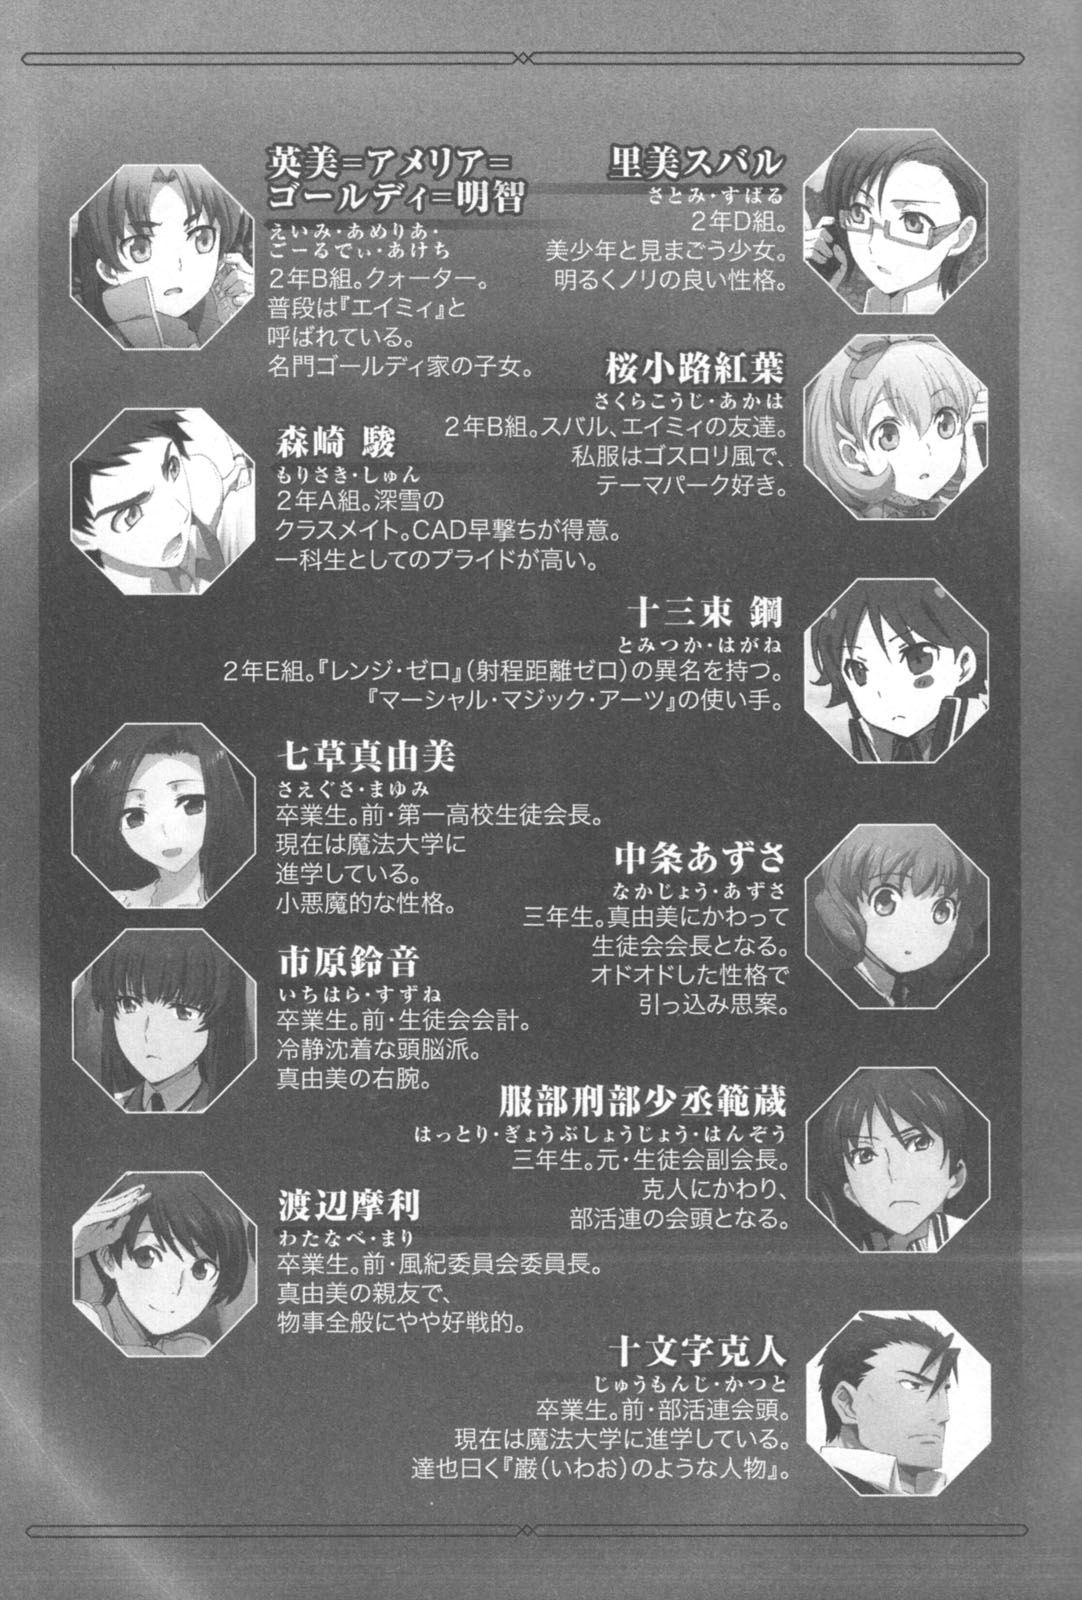 英美=アメリア=
ゴールディ=明智
えいみ・あめりあ・
ごーるでぃ・あけち
2年B組。クォーター。
普段は『エイミィ』と
呼ばれている。
名門ゴールディ家の子女。
里美スバル
さとみ・すばる
2年D組。
美少年と見まごう少女。
明るくノリの良い性格。
桜小路紅葉
さくらこうじ・あかは
2年B組。スバル、エイミィの友達。
私服はゴスロリ風で、
テーマパーク好き。
森崎 駿
もりさき・しゅん
2年A組。深雪の
クラスメイト。CAD早撃ちが得意。
一科生としてのプライドが高い。
十三束 鋼
とみつか・はがね
2年E組。『レンジ・ゼロ』(射程距離ゼロ)の異名を持つ。
『マーシャル・マジック・アーツ』の使い手。
七草真由美
さえぐさ・まゆみ
卒業生。前・第一高校生徒会長。
現在は魔法大学に
進学している。
小悪魔的な性格。
中条あずさ
なかじょう・あずさ
三年生。真由美にかわって
生徒会会長となる。
オドオドした性格で
引っ込み思案。
市原鈴音
いちはら・すずね
卒業生。前・生徒会会計。
冷静沈着な頭脳派。
真由美の右腕。
服部刑部少丞範蔵
はっとり・ぎょうぶしょうじょう・はんぞう
三年生。元・生徒会副会長。
克人にかわり、
部活連の会頭となる。
渡辺摩利
わたなべ・まり
卒業生。前・風紀委員会委員長。
真由美の親友で、
物事全般にやや好戦的。
十文字克人
じゅうもんじ・かつと
卒業生。前・部活連会頭。
現在は魔法大学に進学している。
達也曰く『巌(いわお)のような人物』。